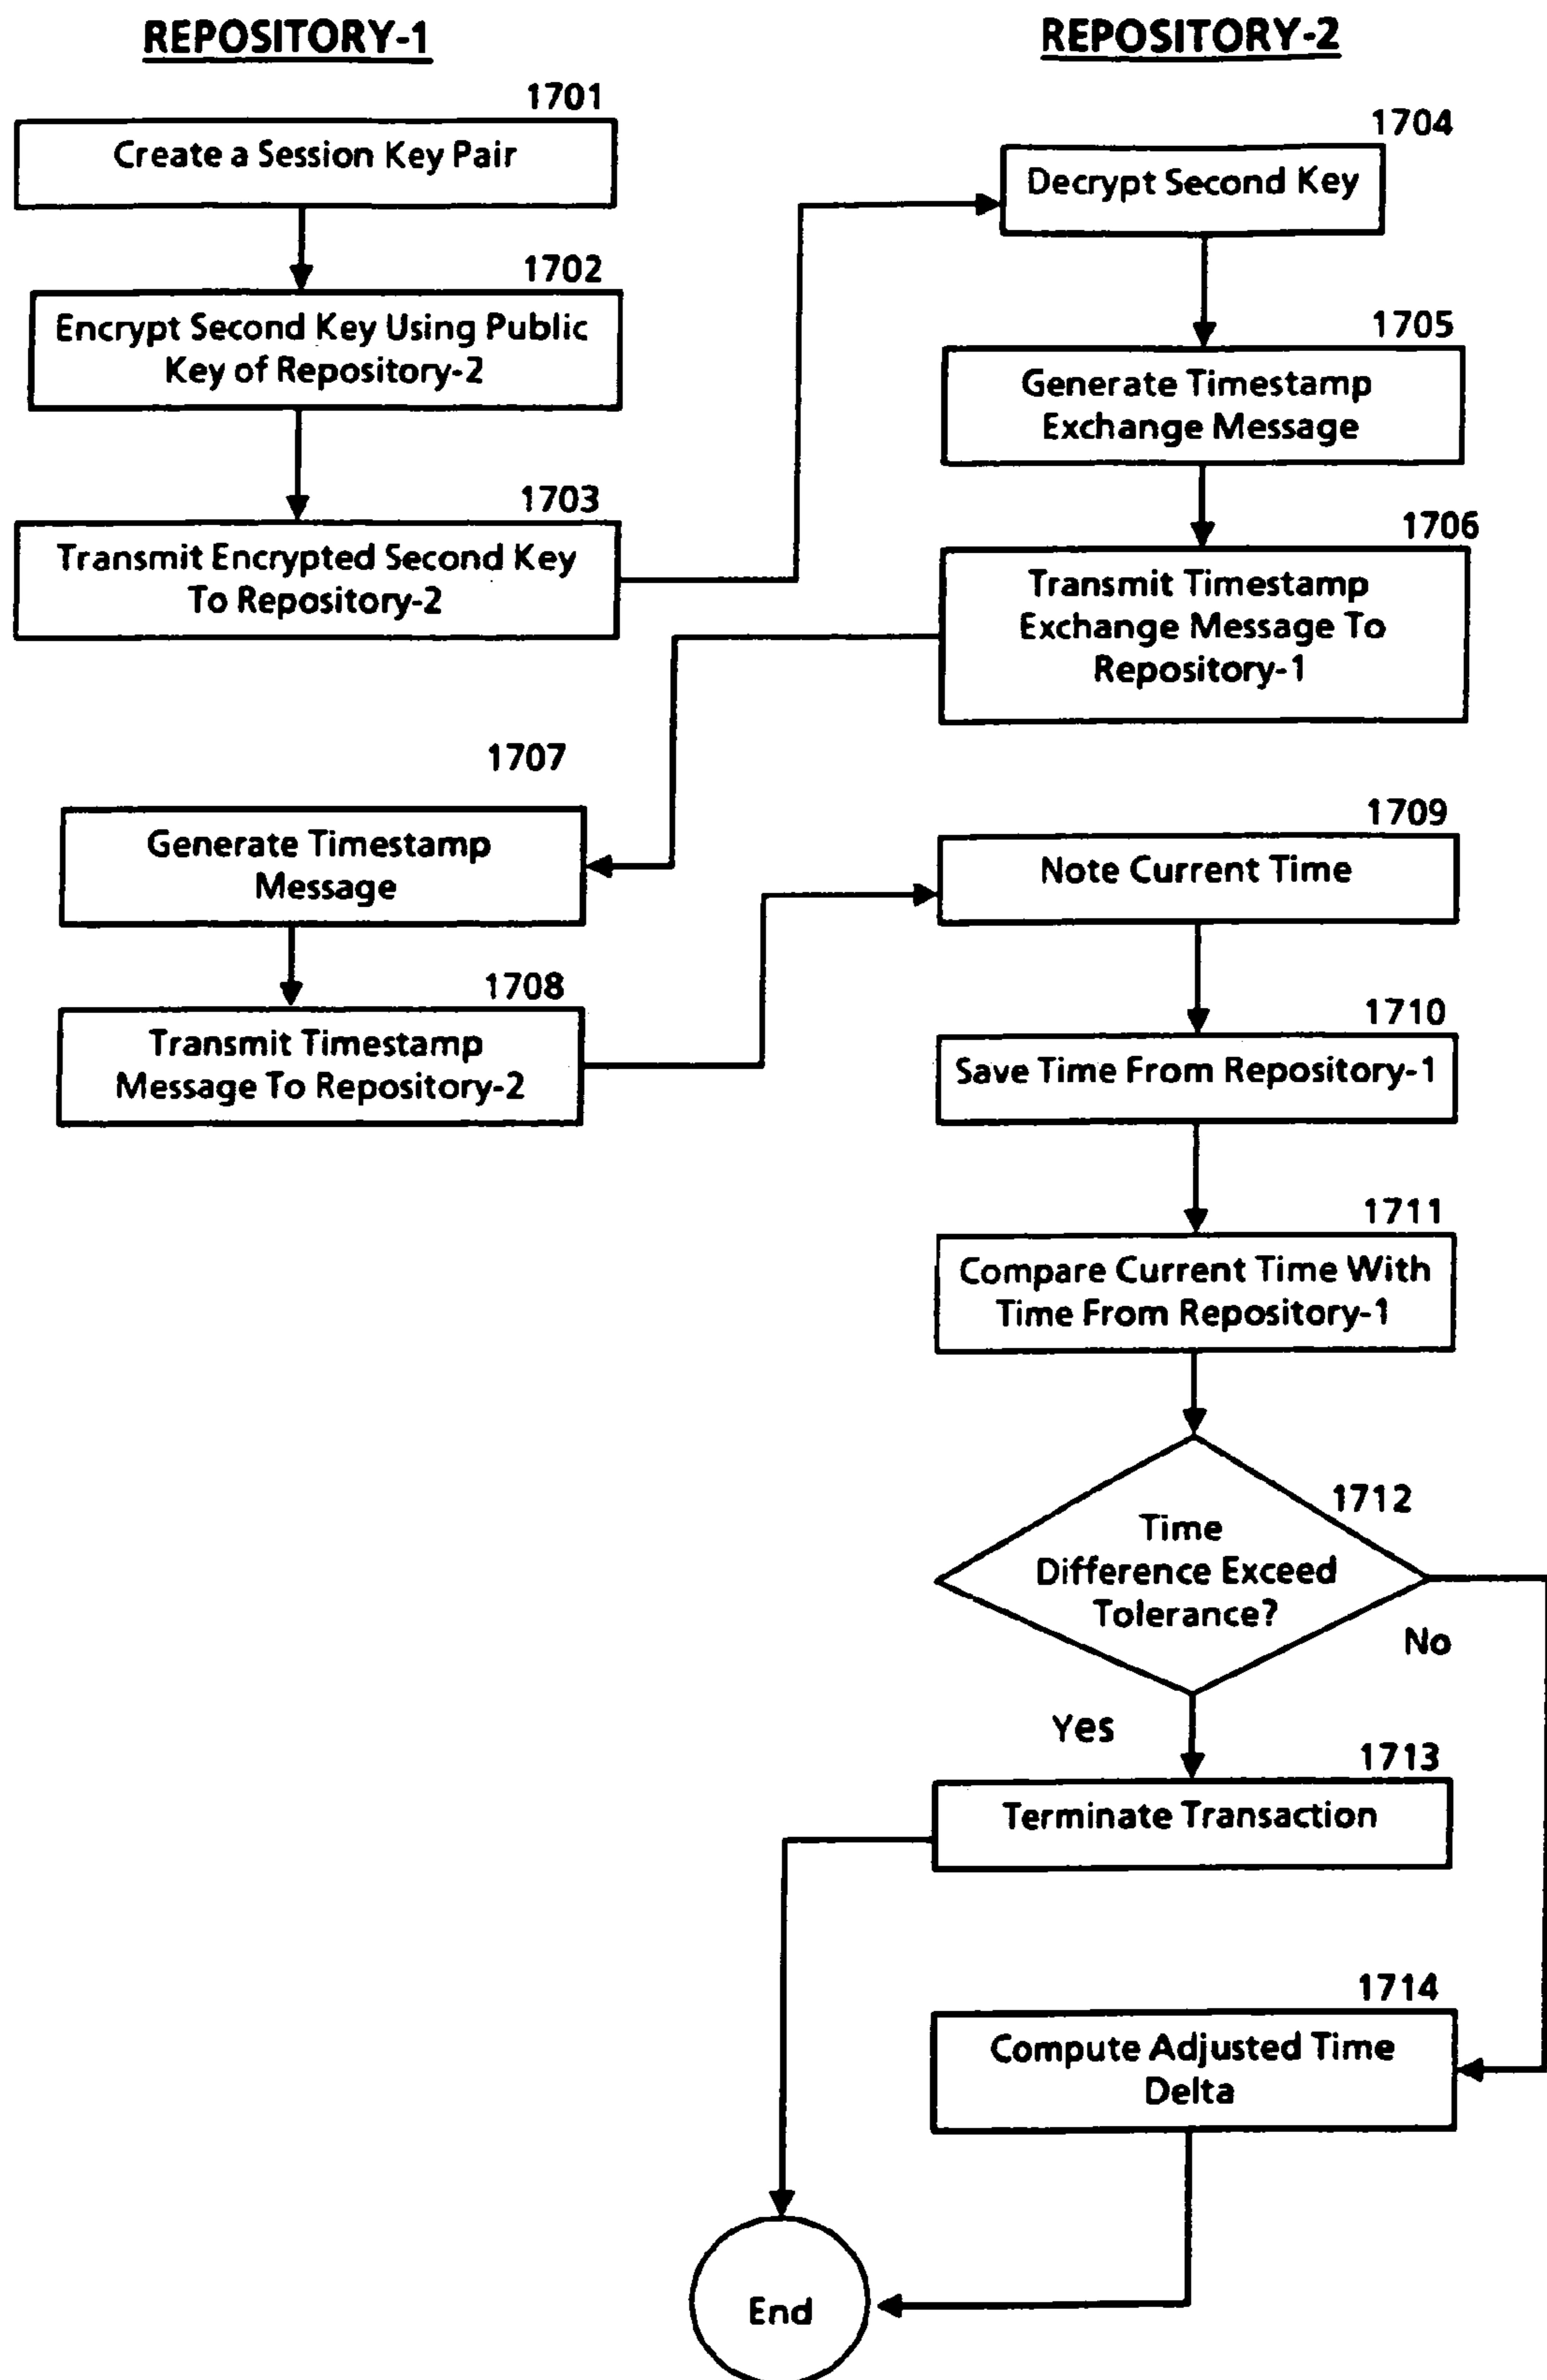 REPOSITORY-1
REPOSITORY-2
1701
Create a Session Key Pair
1702
Encrypt Second Key Using Public
Key of Repository-2
1703
Transmit Encrypted Second Key
To Repository-2
1704
Decrypt Second Key
1705
Generate Timestamp
Exchange Message
1706
Transmit Timestamp
Exchange Message To
Repository-1
1707
Generate Timestamp
Message
1708
Transmit Timestamp
Message To Repository-2
1709
Note Current Time
1710
Save Time From Repository-1
1711
Compare Current Time With
Time From Repository-1
1712
Time
Difference Exceed
Tolerance?
No
Yes
1713
Terminate Transaction
1714
Compute Adjusted Time
Delta
End